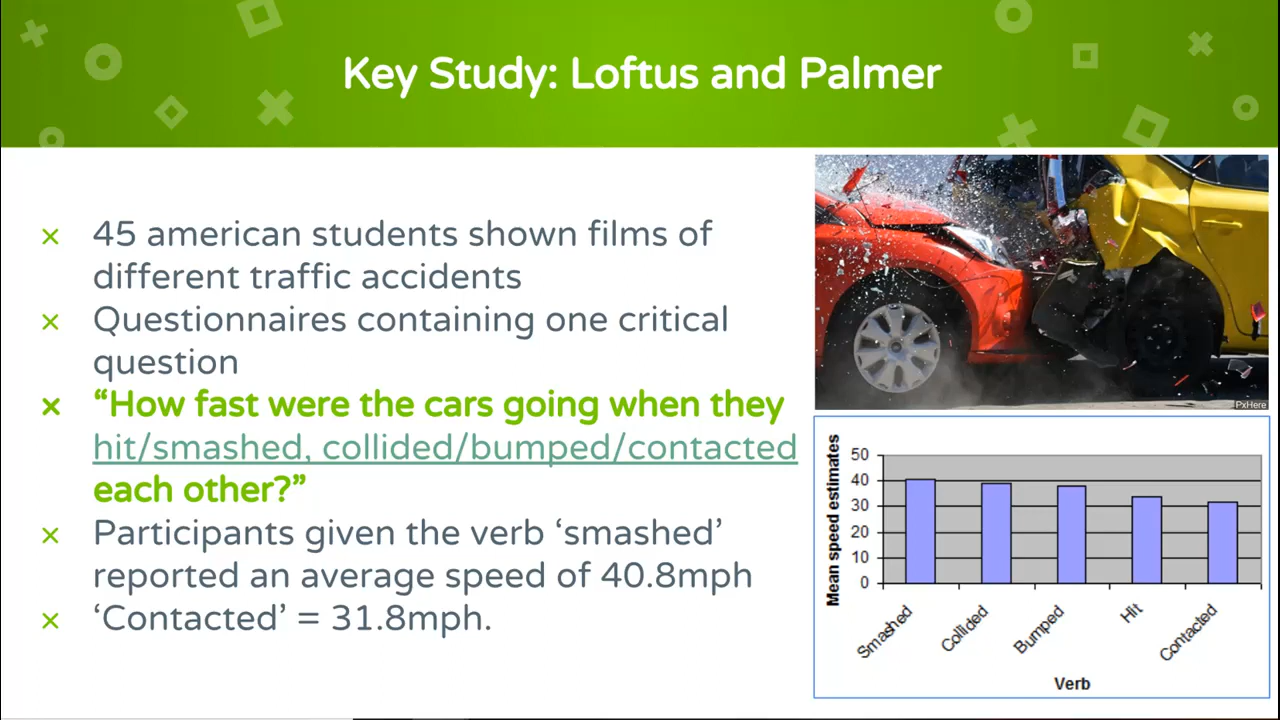 Key Study: Loftus and Palmer
× 45 american students shown films of
different traffic accidents
× Questionnaires containing one critical
question
× “How fast were the cars going when they
hit/smashed, collided/bumped/contacted
each other?”
× Participants given the verb ‘smashed’
reported an average speed of 40.8mph
× ‘Contacted’ = 31.8mph.
PxHere
Mean speed estimates
50
40
30
20
10
0
Smashed
Collided
Bumped
Hit
Contacted
Verb